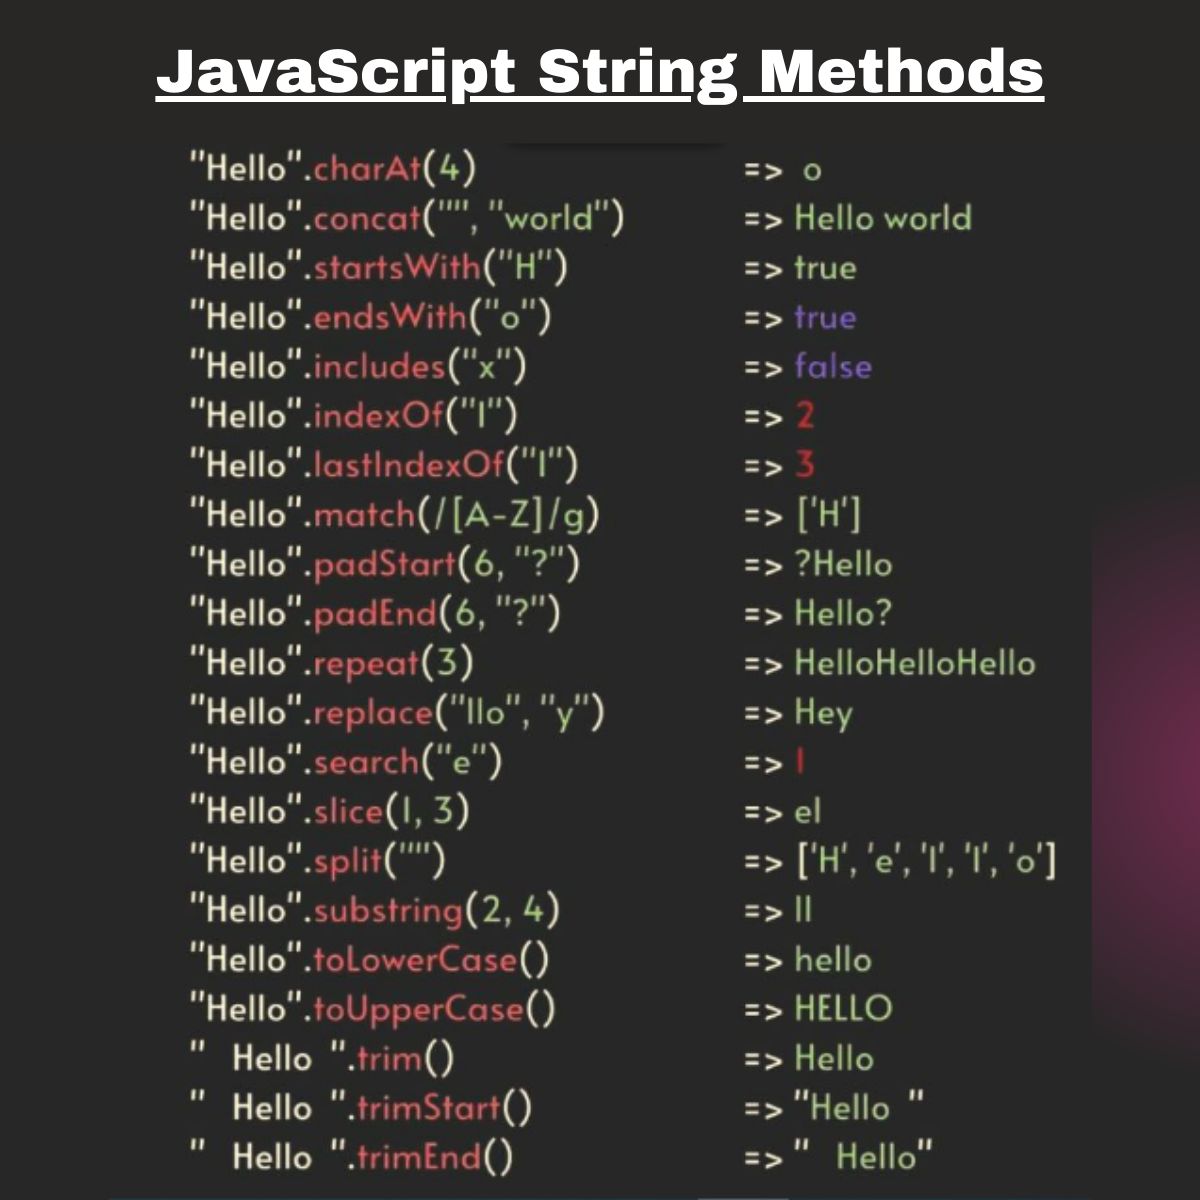 JavaScript String Methods
"Hello".charAt(4) => o
"Hello".concat("", "world") => Hello world
"Hello".startsWith("H") => true
"Hello".endsWith("o") => true
"Hello".includes("x") => false
"Hello".indexOf("l") => 2
"Hello".lastIndexOf("l") => 3
"Hello".match(/[A-Z]/g) => ['H']
"Hello".padStart(6, "?") => ?Hello
"Hello".padEnd(6, "?") => Hello?
"Hello".repeat(3) => HelloHelloHello
"Hello".replace("llo", "y") => Hey
"Hello".search("e") => 1
"Hello".slice(1, 3) => el
"Hello".split("") => ['H', 'e', 'l', 'l', 'o']
"Hello".substring(2, 4) => ll
"Hello".toLowerCase() => hello
"Hello".toUpperCase() => HELLO
"  Hello  ".trim() => Hello
"  Hello  ".trimStart() => "Hello  "
"  Hello  ".trimEnd() => "  Hello"